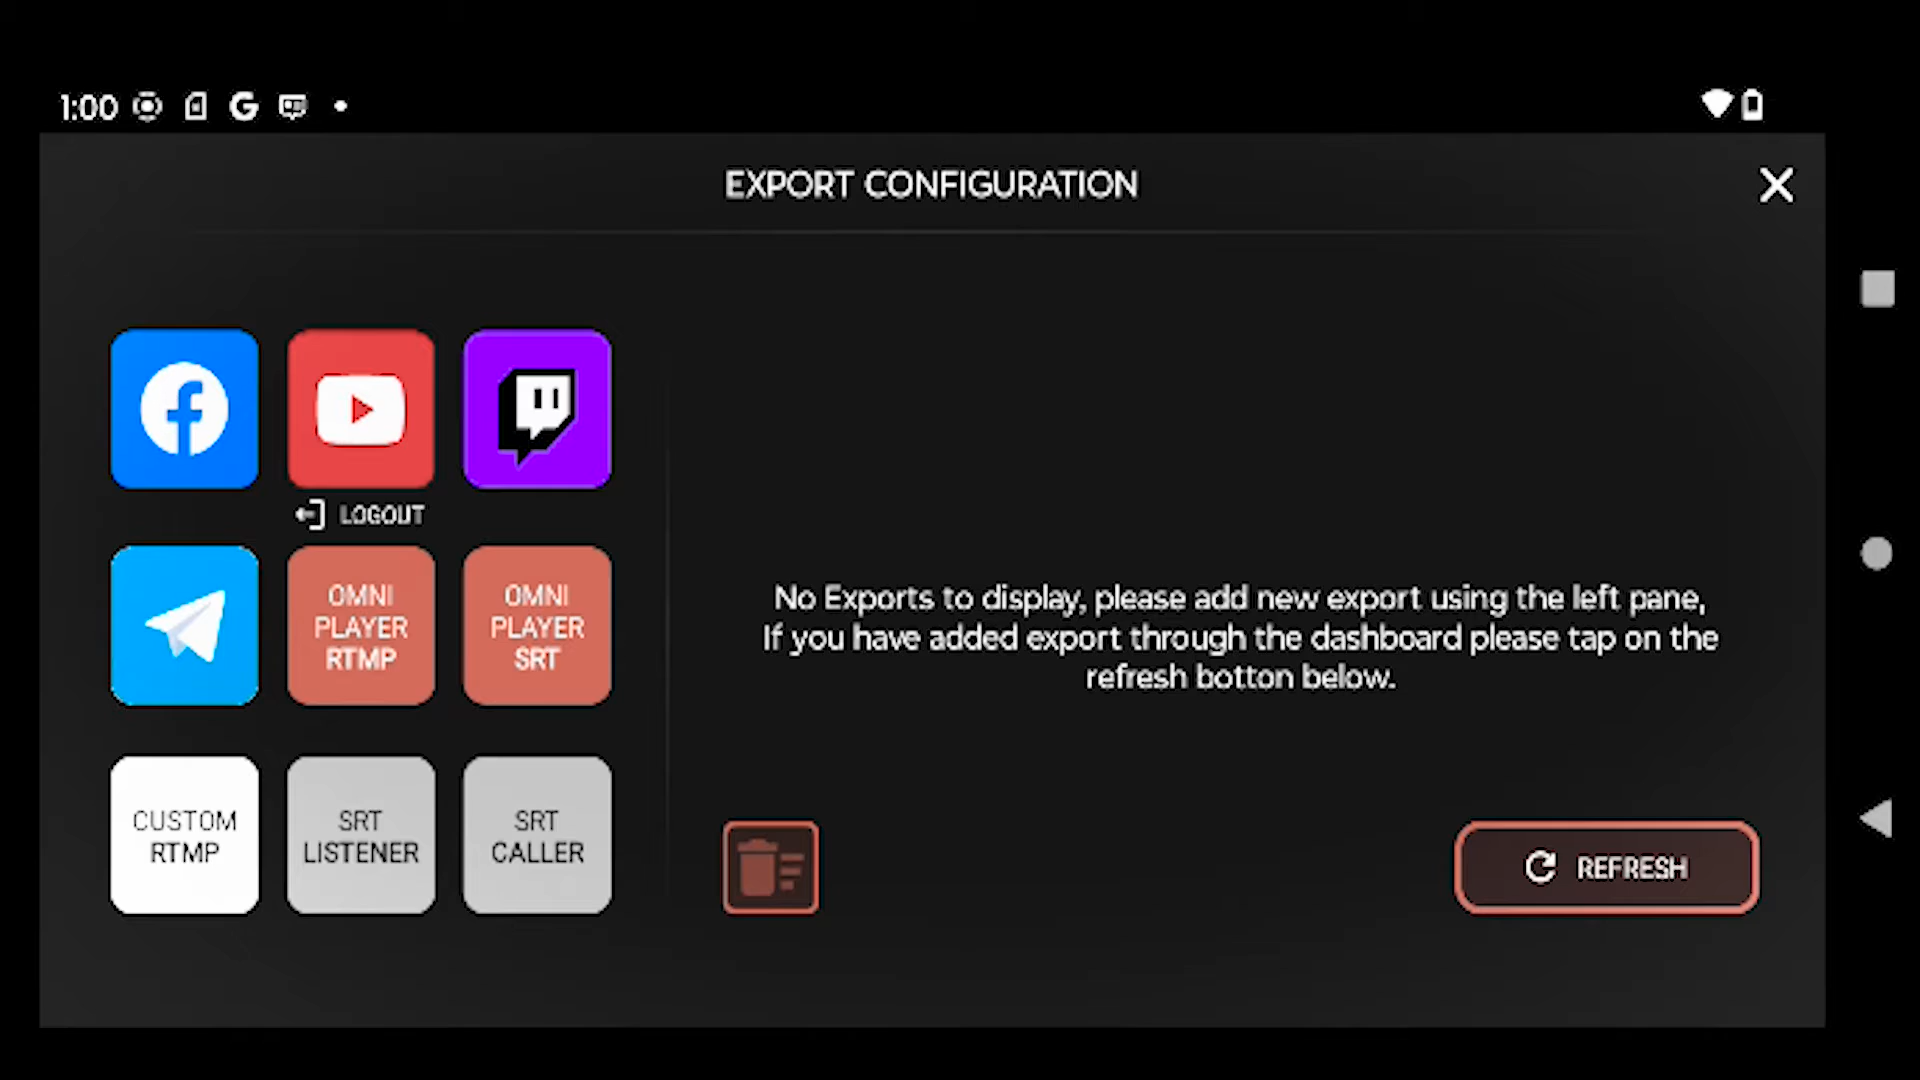 1:00
EXPORT CONFIGURATION
LOGOUT
OMNI
PLAYER
RTMP
OMNI
PLAYER
SRT
CUSTOM
RTMP
SRT
LISTENER
SRT
CALLER
No Exports to display, please add new export using the left pane,
If you have added export through the dashboard please tap on the
refresh botton below.
REFRESH